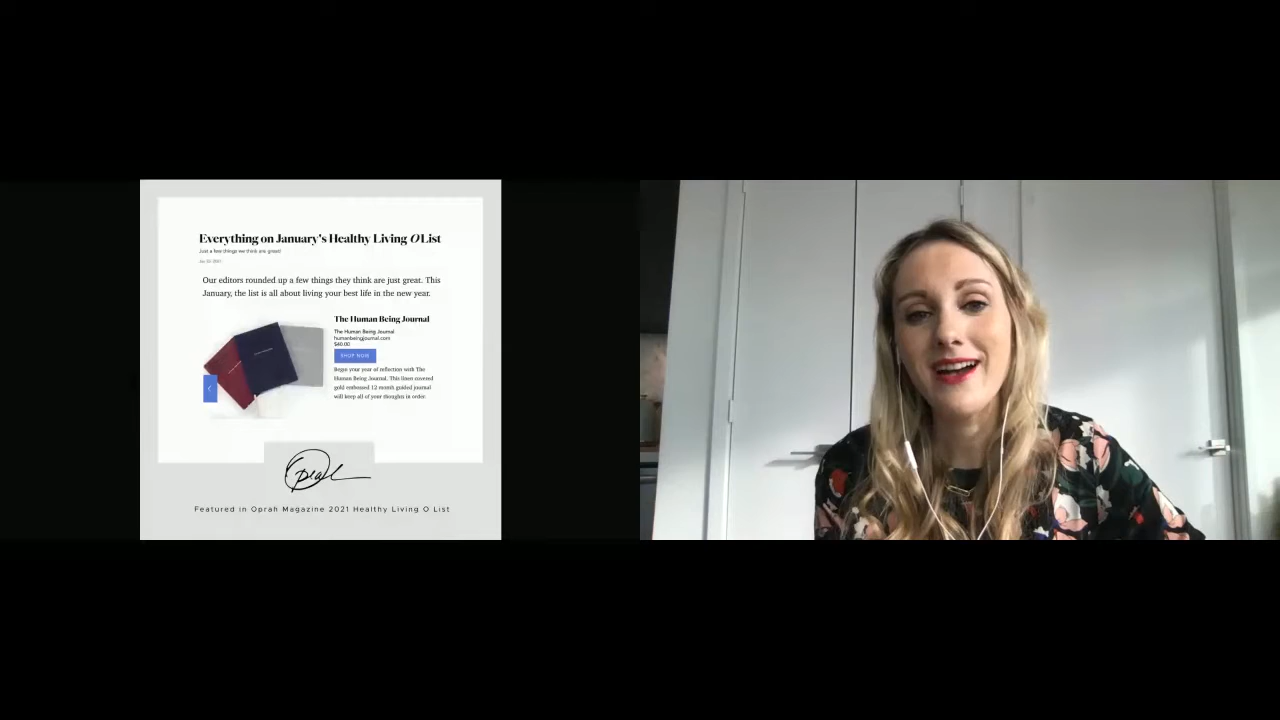 Everything on January's Healthy Living O List
Just a few things we think are great!
Our editors rounded up a few things they think are just great. This
January, the list is all about living your best life in the new year.
The Human Being Journal
The Human Being Journal
humanbeingjournal.com
$40.00
SHOP NOW
Begin your year of reflection with The
Human Being Journal. This linen covered
gold embossed 12 month guided journal
will keep all of your thoughts in order.
Oprah
Featured in Oprah Magazine 2021 Healthy Living O List